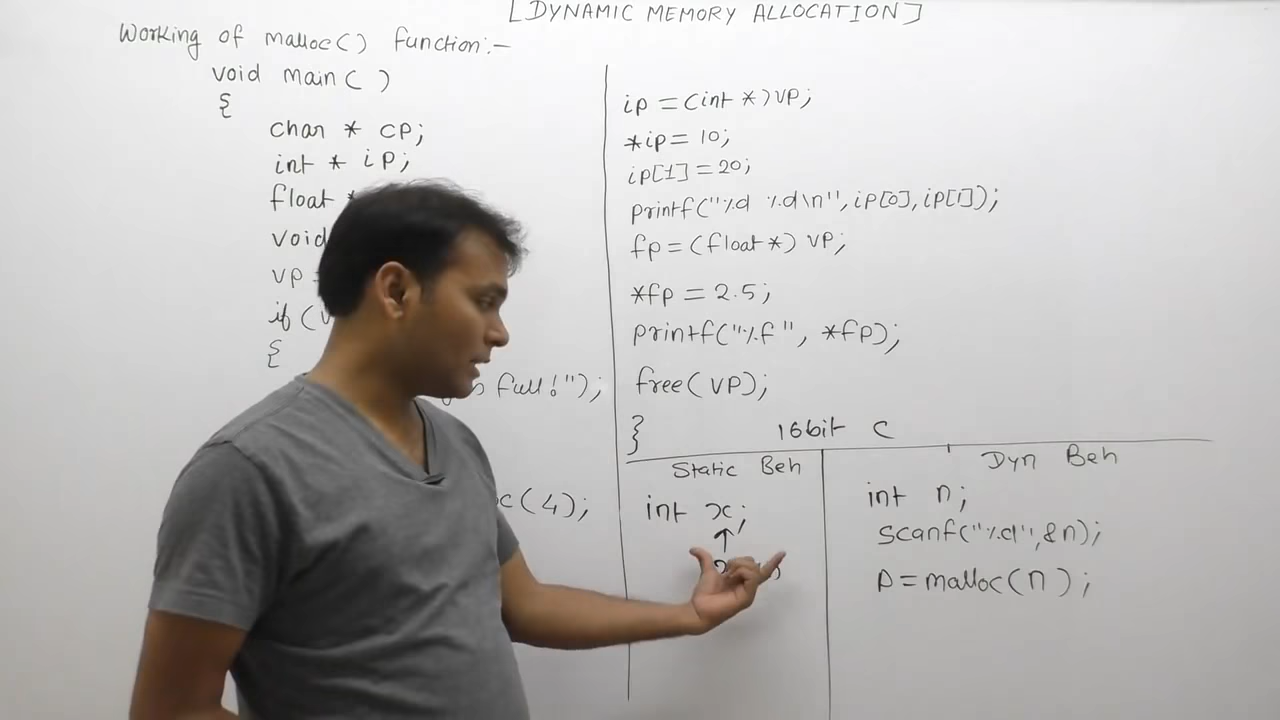 [DYNAMIC MEMORY ALLOCATION]
Working of malloc() function:-
void main( )
{
char * cp;
int * ip;
float
void
vp
if (
{
full!");
(4);
ip = (int *)vp;
*ip = 10;
ip[1] = 20;
printf("%d %d\n", ip[0], ip[1]);
fp = (float*) vp;
*fp = 2.5;
printf("%f", *fp);
free(vp);
}
16bit C
Static Beh
int x;
Dyn Beh
int n;
scanf("%d", &n);
p = malloc(n);